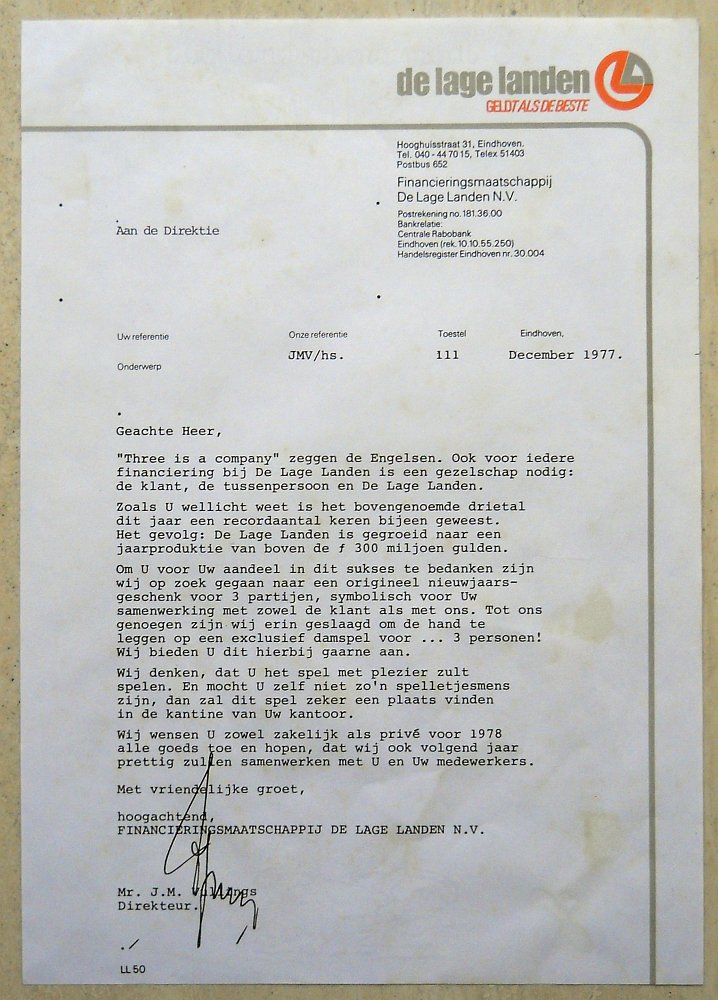 de lage landen
GELDT ALS DE BESTE
Hooghuisstraat 31, Eindhoven.
Tel. 040 - 44 70 15, Telex 51403
Postbus 652
Financieringsmaatschappij
De Lage Landen N.V.
Postrekening no. 181.36.00
Bankrelatie:
Centrale Rabobank
Eindhoven (rek. 10.10.55.250)
Handelsregister Eindhoven nr. 30.004
Aan de Direktie
Uw referentie Onze referentie Toestel Eindhoven,
JMV/hs. 111 December 1977.
Onderwerp
Geachte Heer,
"Three is a company" zeggen de Engelsen. Ook voor iedere
financiering bij De Lage Landen is een gezelschap nodig:
de klant, de tussenpersoon en De Lage Landen.
Zoals U wellicht weet is het bovengenoemde drietal
dit jaar een recordaantal keren bijeen geweest.
Het gevolg: De Lage Landen is gegroeid naar een
jaarproduktie van boven de f 300 miljoen gulden.
Om U voor Uw aandeel in dit sukses te bedanken zijn
wij op zoek gegaan naar een origineel nieuwjaars-
geschenk voor 3 partijen, symbolisch voor Uw
samenwerking met zowel de klant als met ons. Tot ons
genoegen zijn wij erin geslaagd om de hand te
leggen op een exclusief damspel voor ... 3 personen!
Wij bieden U dit hierbij gaarne aan.
Wij denken, dat U het spel met plezier zult
spelen. En mocht U zelf niet zo'n spelletjesmens
zijn, dan zal dit spel zeker een plaats vinden
in de kantine van Uw kantoor.
Wij wensen U zowel zakelijk als privé voor 1978
alle goeds toe en hopen, dat wij ook volgend jaar
prettig zullen samenwerken met U en Uw medewerkers.
Met vriendelijke groet,
hoogachtend,
FINANCIERINGSMAATSCHAPPIJ DE LAGE LANDEN N.V.
Mr. J.M. Vullings
Direkteur.
LL 50